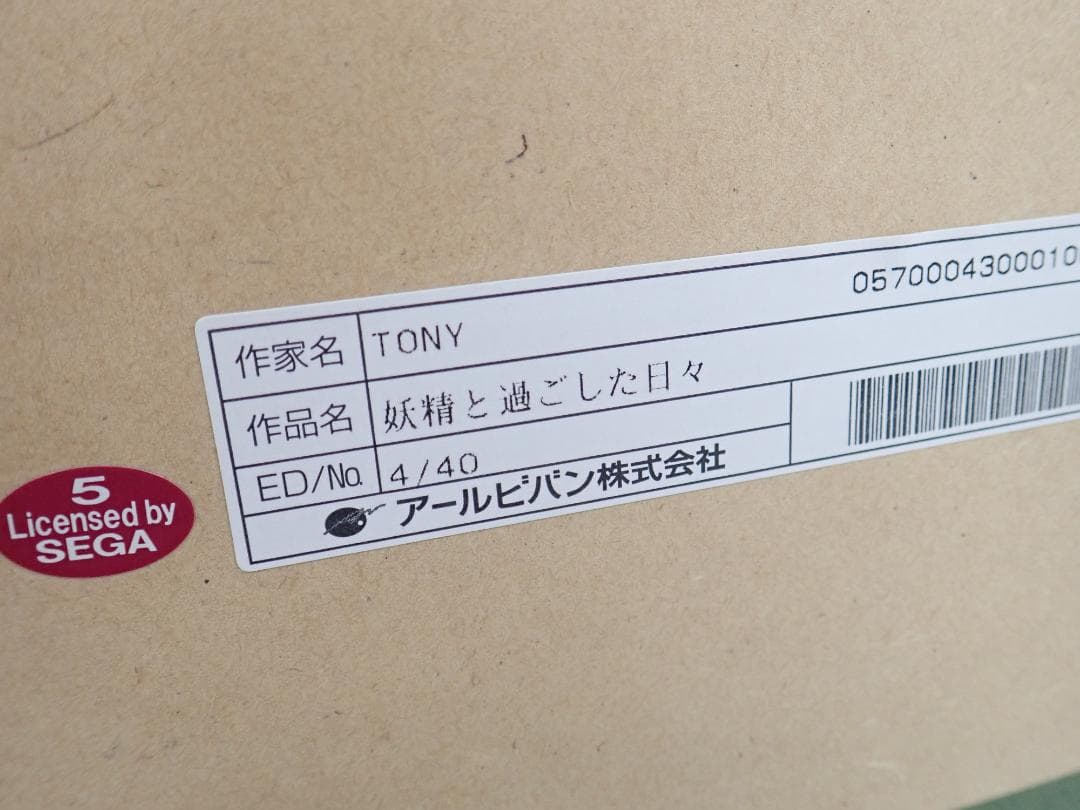 057000430001
作家名 TONY
作品名 妖精と過ごした日々
ED/No. 4/40
アールビバン株式会社
5
Licensed by
SEGA